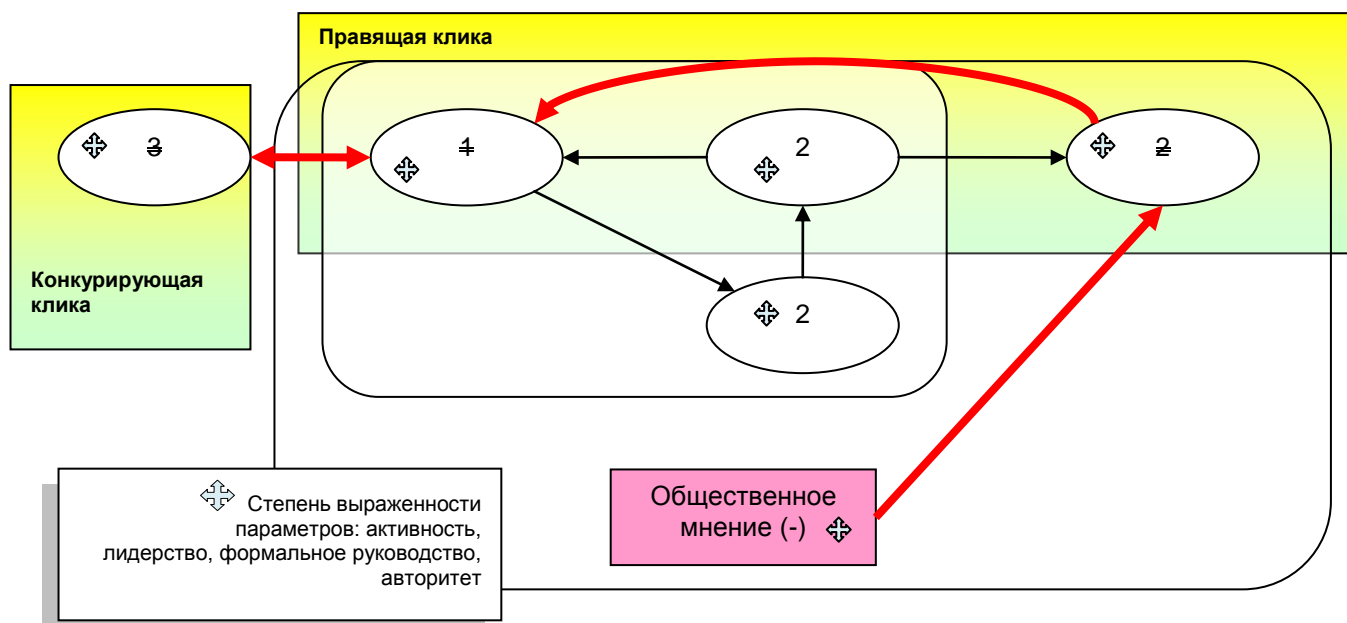 Правящая клика
3
1
2
2
Конкурирующая
клика
2
Степень выраженности
параметров: активность,
лидерство, формальное руководство,
авторитет
Общественное
мнение (-)